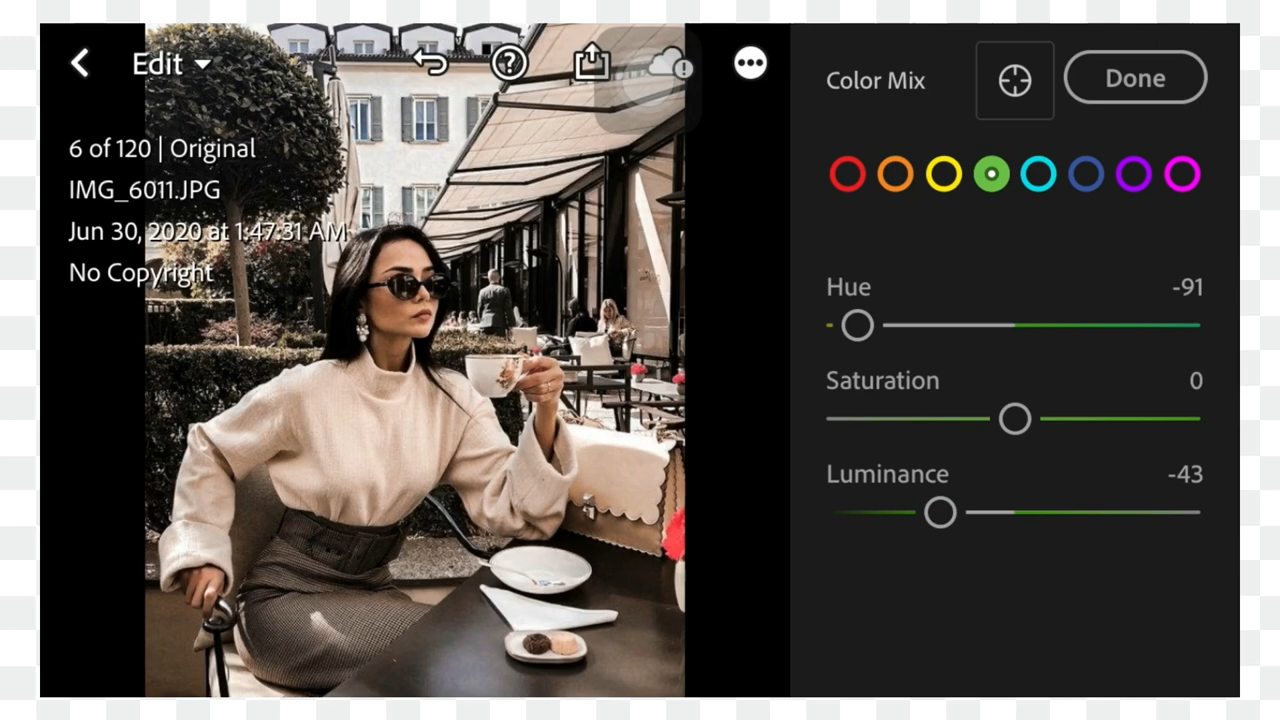 Edit
6 of 120 | Original
IMG_6011.JPG
Jun 30, 2020 at 1:47:31 AM
No Copyright
Color Mix
Done
Hue -91
Saturation 0
Luminance -43